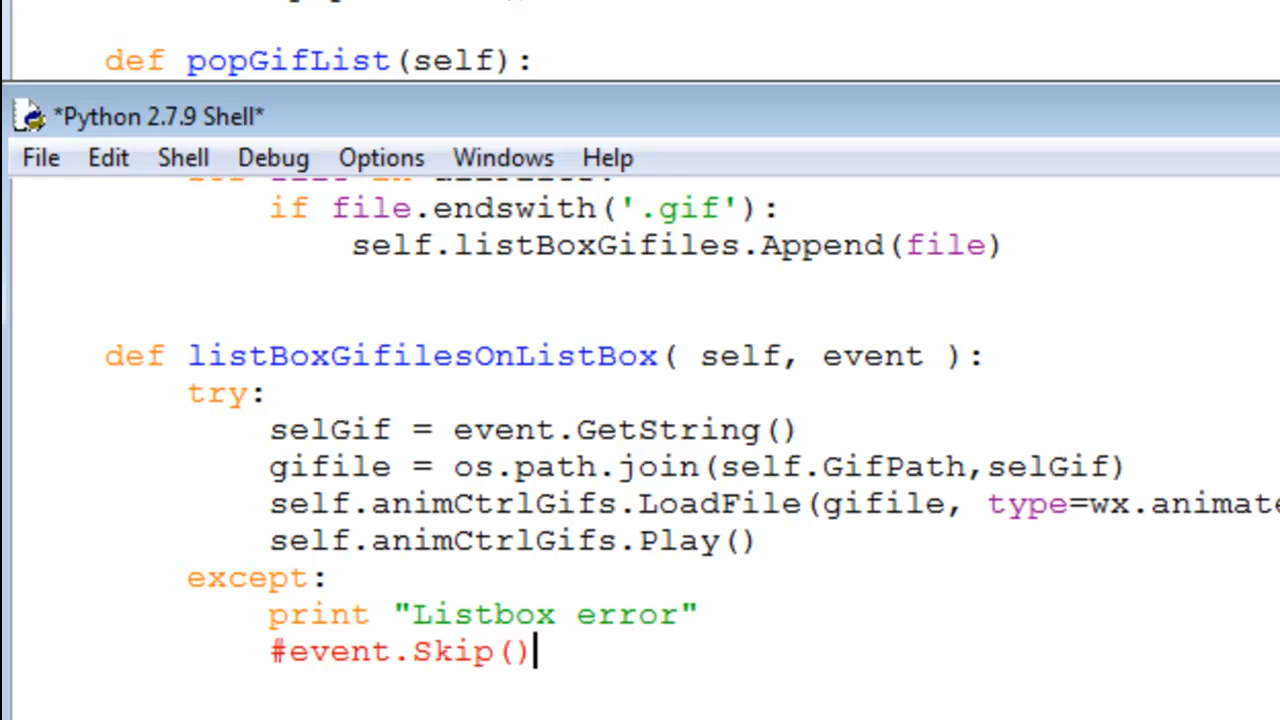 def popGifList(self):
*Python 2.7.9 Shell*
File Edit Shell Debug Options Windows Help
if file.endswith('.gif'):
self.listBoxGifiles.Append(file)
def listBoxGifilesOnListBox( self, event ):
try:
selGif = event.GetString()
gifile = os.path.join(self.GifPath,selGif)
self.animCtrlGifs.LoadFile(gifile, type=wx.animate
self.animCtrlGifs.Play()
except:
print "Listbox error"
#event.Skip()